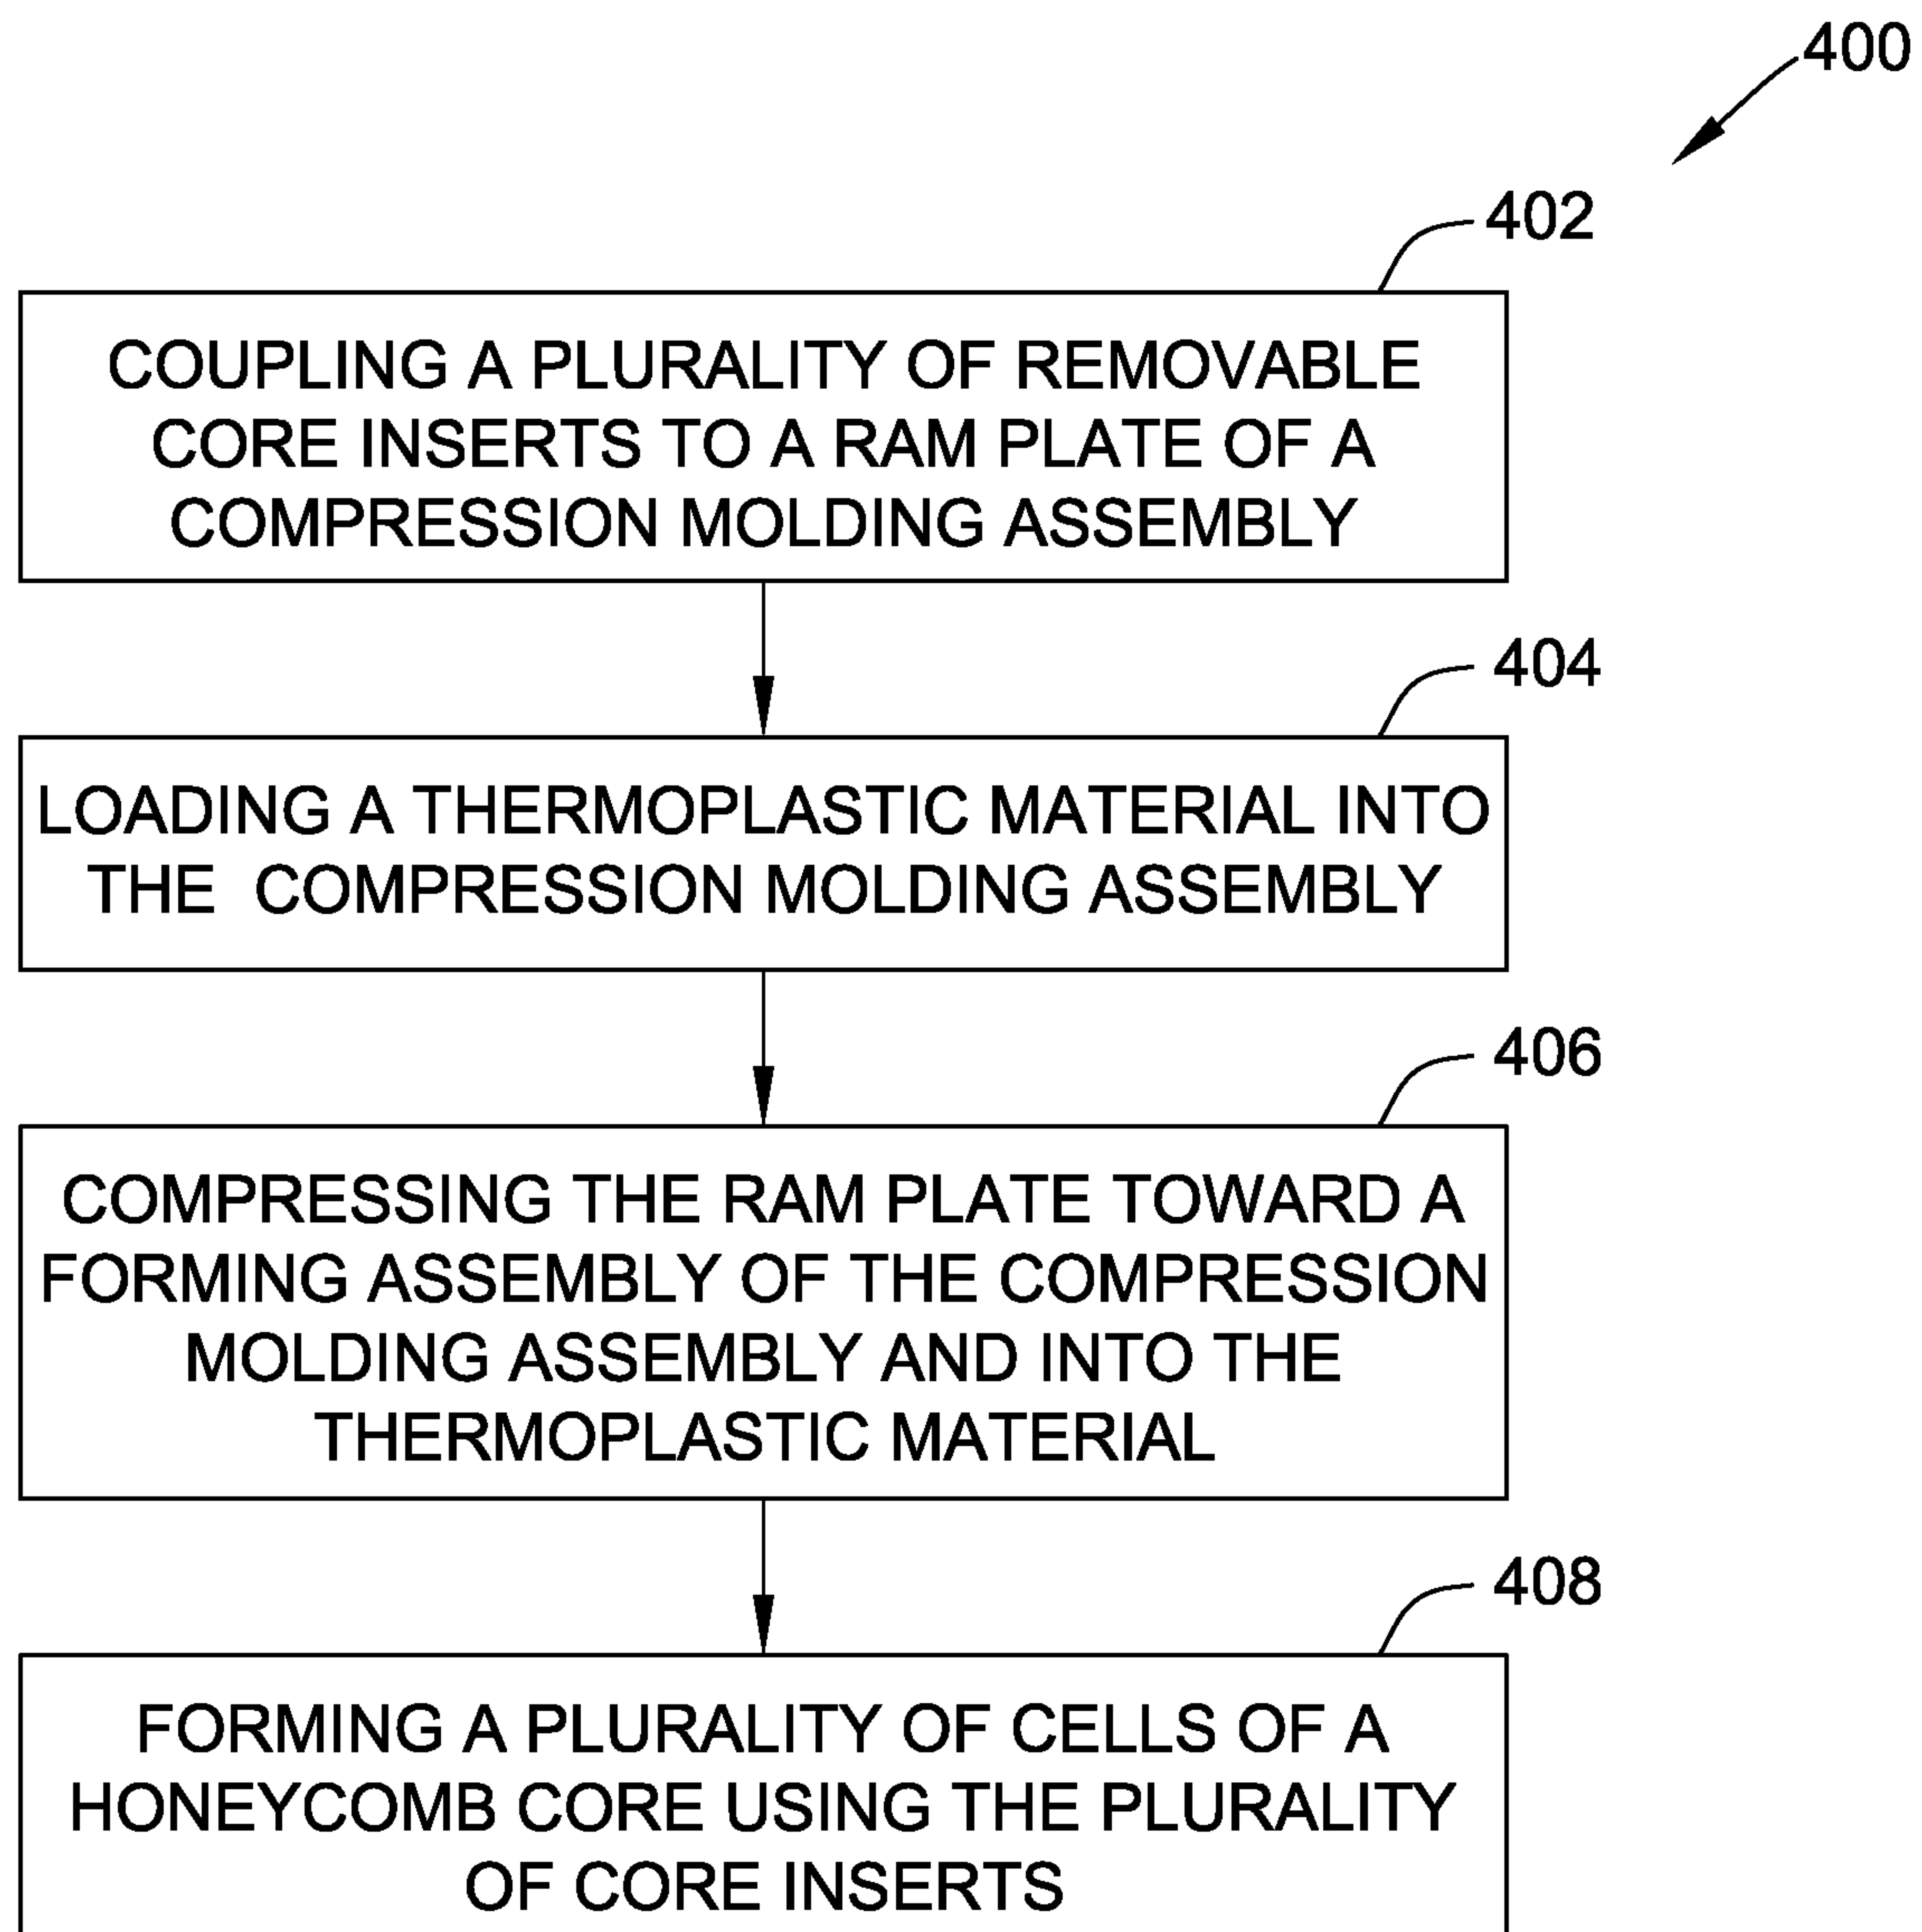 400
402
COUPLING A PLURALITY OF REMOVABLE
CORE INSERTS TO A RAM PLATE OF A
COMPRESSION MOLDING ASSEMBLY
404
LOADING A THERMOPLASTIC MATERIAL INTO
THE COMPRESSION MOLDING ASSEMBLY
406
COMPRESSING THE RAM PLATE TOWARD A
FORMING ASSEMBLY OF THE COMPRESSION
MOLDING ASSEMBLY AND INTO THE
THERMOPLASTIC MATERIAL
408
FORMING A PLURALITY OF CELLS OF A
HONEYCOMB CORE USING THE PLURALITY
OF CORE INSERTS